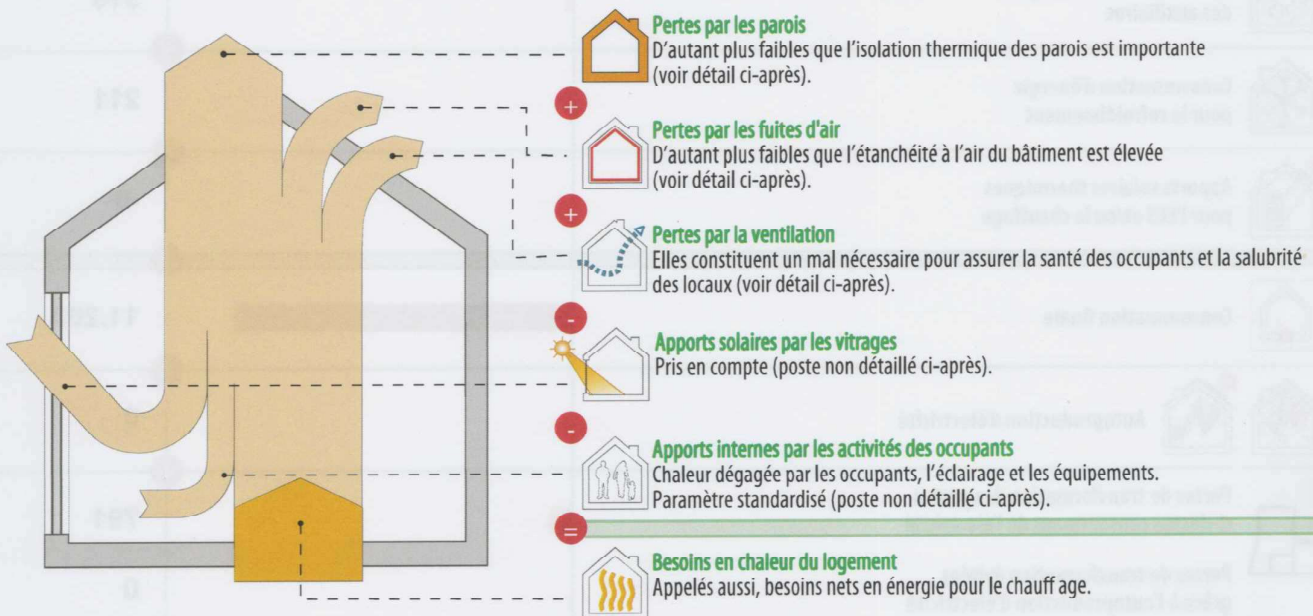 Pertes par les parois
D'autant plus faibles que l'isolation thermique des parois est importante
(voir détail ci-après).
+
Pertes par les fuites d'air
D'autant plus faibles que l'étanchéité à l'air du bâtiment est élevée
(voir détail ci-après).
+
Pertes par la ventilation
Elles constituent un mal nécessaire pour assurer la santé des occupants et la salubrité
des locaux (voir détail ci-après).
-
Apports solaires par les vitrages
Pris en compte (poste non détaillé ci-après).
-
Apports internes par les activités des occupants
Chaleur dégagée par les occupants, l'éclairage et les équipements.
Paramètre standardisé (poste non détaillé ci-après).
=
Besoins en chaleur du logement
Appelés aussi, besoins nets en énergie pour le chauff age.